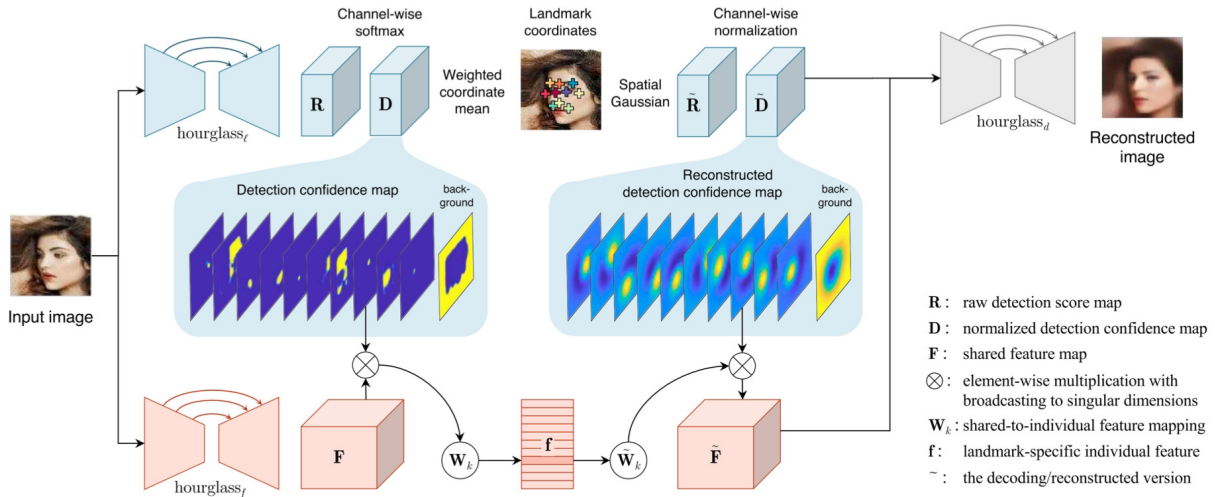 Channel-wise
softmax
Landmark
coordinates
Channel-wise
normalization
R
D
Weighted
coordinate
mean
Spatial
Gaussian
R̃
D̃
hourglassℓ
hourglass_d
Reconstructed
image
Detection confidence map
back-
ground
Reconstructed
detection confidence map
back-
ground
Input image
F
W_k
f
W̃_k
F̃
hourglass_f
R : raw detection score map
D : normalized detection confidence map
F : shared feature map
⊗ : element-wise multiplication with
broadcasting to singular dimensions
W_k : shared-to-individual feature mapping
f : landmark-specific individual feature
~ : the decoding/reconstructed version